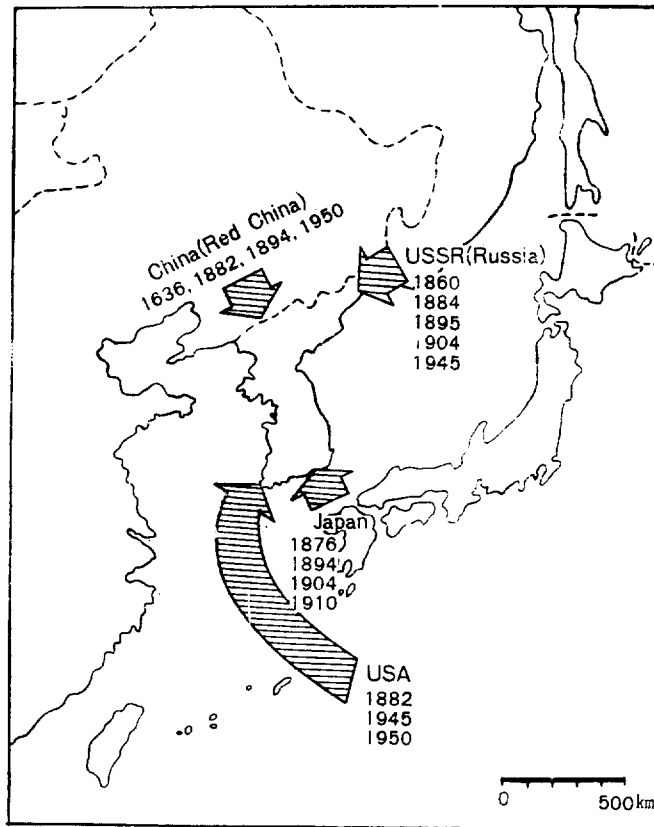 China(Red China)
1636, 1882, 1894, 1950
USSR(Russia)
1860
1884
1895
1904
1945
Japan
1876
1894
1904
1910
USA
1882
1945
1950
0 500km